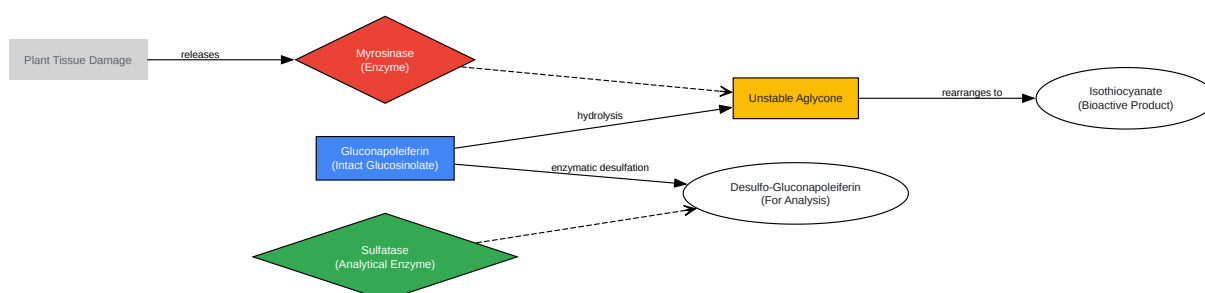 Plant Tissue Damage
releases
Myrosinase
(Enzyme)
Unstable Aglycone
rearranges to
Isothiocyanate
(Bioactive Product)
hydrolysis
Gluconapoleiferin
(Intact Glucosinolate)
enzymatic desulfation
Desulfo-Gluconapoleiferin
(For Analysis)
Sulfatase
(Analytical Enzyme)